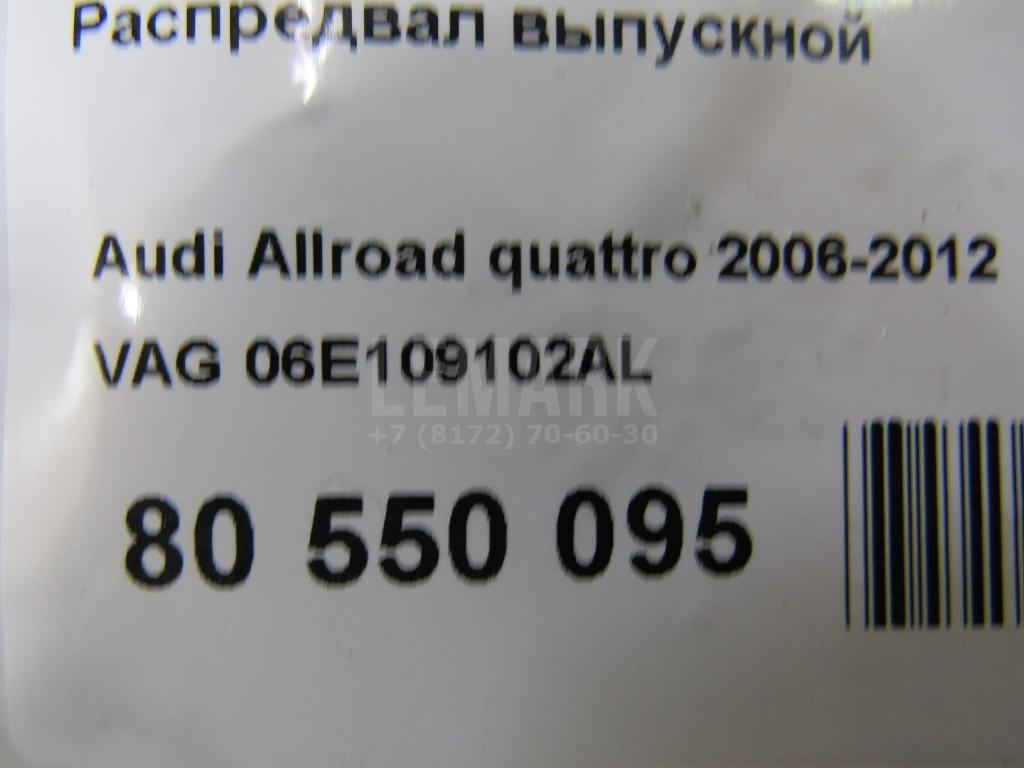 Распредвал выпускной
Audi Allroad quattro 2006-2012
VAG 06E109102AL
LEMARK
+7 (8172) 70-60-30
80 550 095